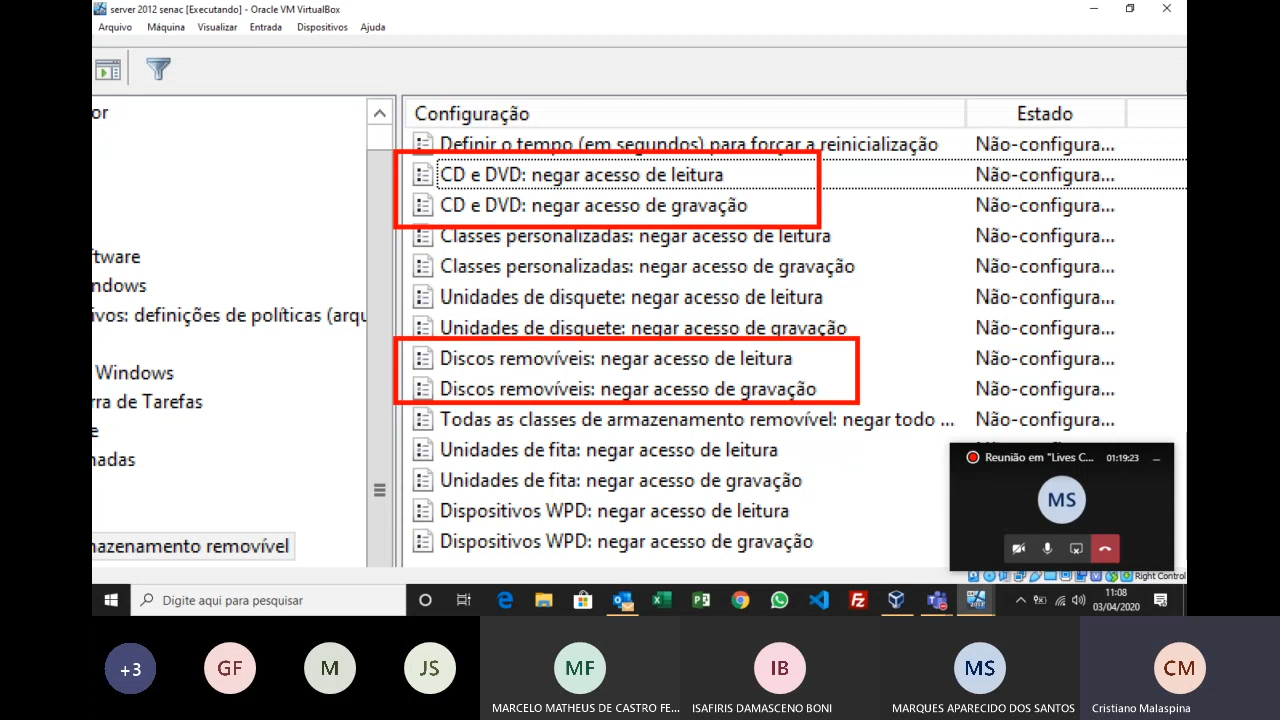 server 2012 senac [Executando] - Oracle VM VirtualBox
Arquivo Máquina Visualizar Entrada Dispositivos Ajuda
or
ftware
ndows
ivos: definições de políticas (arqu
Windows
rra de Tarefas
e
nadas
nazenamento removível
Configuração Estado
Definir o tempo (em segundos) para forçar a reinicialização Não-configura...
CD e DVD: negar acesso de leitura Não-configura...
CD e DVD: negar acesso de gravação Não-configura...
Classes personalizadas: negar acesso de leitura Não-configura...
Classes personalizadas: negar acesso de gravação Não-configura...
Unidades de disquete: negar acesso de leitura Não-configura...
Unidades de disquete: negar acesso de gravação Não-configura...
Discos removíveis: negar acesso de leitura Não-configura...
Discos removíveis: negar acesso de gravação Não-configura...
Todas as classes de armazenamento removível: negar todo ... Não-configura...
Unidades de fita: negar acesso de leitura
Unidades de fita: negar acesso de gravação
Dispositivos WPD: negar acesso de leitura
Dispositivos WPD: negar acesso de gravação
Reunião em "Lives C... 01:19:23
MS
Right Control
Digite aqui para pesquisar
11:08
03/04/2020
+3 GF M JS MF IB MS CM
MARCELO MATHEUS DE CASTRO FE... ISAFIRIS DAMASCENO BONI MARQUES APARECIDO DOS SANTOS Cristiano Malaspina